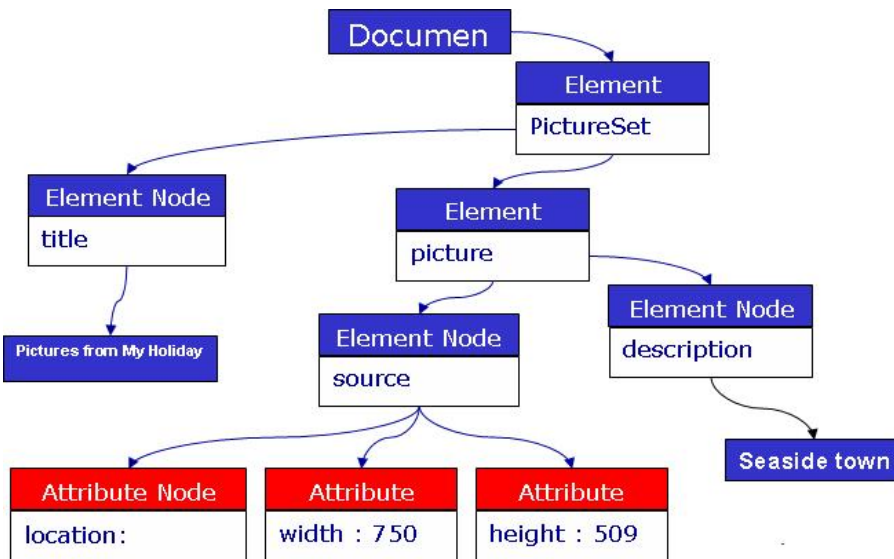 Documen
Element
PictureSet
Element Node
title
Element
picture
Pictures from My Holiday
Element Node
source
Element Node
description
Seaside town
Attribute Node
location:
Attribute
width : 750
Attribute
height : 509